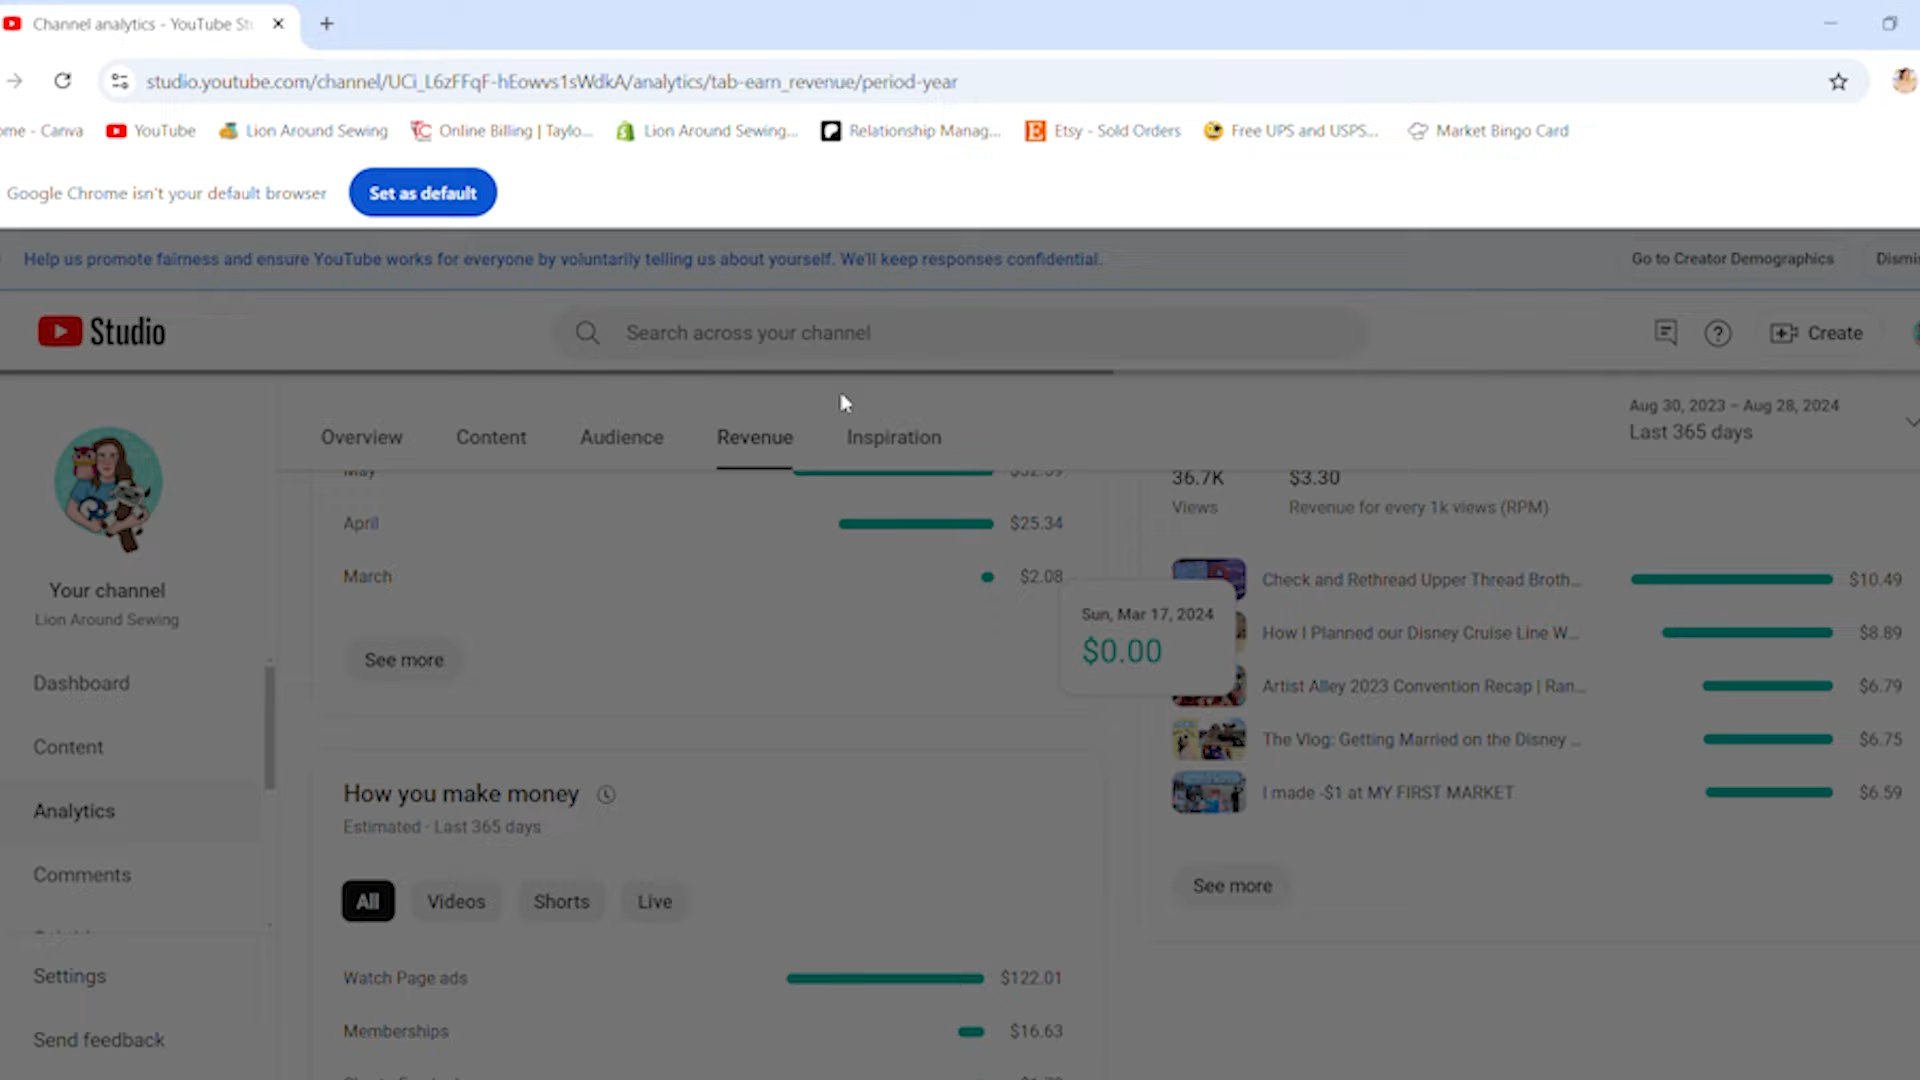 Channel analytics - YouTube St
studio.youtube.com/channel/UCi_L6zFFqF-hEowvs1sWdkA/analytics/tab-earn_revenue/period-year
ome - Canva
YouTube
Lion Around Sewing
Online Billing | Taylo...
Lion Around Sewing...
Relationship Manag...
Etsy - Sold Orders
Free UPS and USPS...
Market Bingo Card
Google Chrome isn't your default browser
Set as default
Help us promote fairness and ensure YouTube works for everyone by voluntarily telling us about yourself. We'll keep responses confidential.
Go to Creator Demographics
Dismis
Studio
Search across your channel
Create
Overview
Content
Audience
Revenue
Inspiration
Aug 30, 2023 – Aug 28, 2024
Last 365 days
Your channel
Lion Around Sewing
Dashboard
Content
Analytics
Comments
Settings
Send feedback
May
April $25.34
March $2.08
See more
How you make money
Estimated · Last 365 days
All
Videos
Shorts
Live
Watch Page ads $122.01
Memberships $16.63
36.7K
Views
$3.30
Revenue for every 1k views (RPM)
Sun, Mar 17, 2024
$0.00
Check and Rethread Upper Thread Broth... $10.49
How I Planned our Disney Cruise Line W... $8.89
Artist Alley 2023 Convention Recap | Ran... $6.79
The Vlog: Getting Married on the Disney ... $6.75
I made -$1 at MY FIRST MARKET $6.59
See more